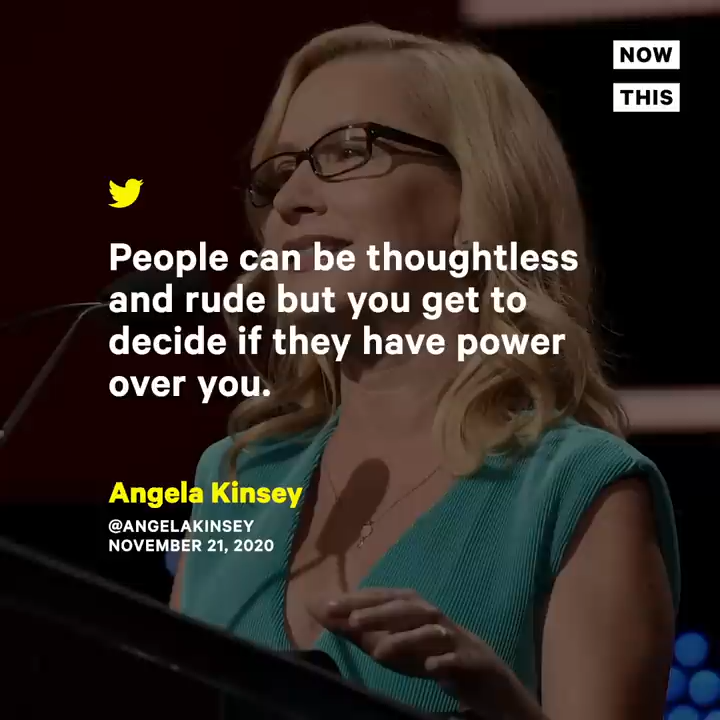 NOW
THIS
People can be thoughtless
and rude but you get to
decide if they have power
over you.
Angela Kinsey
@ANGELAKINSEY
NOVEMBER 21, 2020